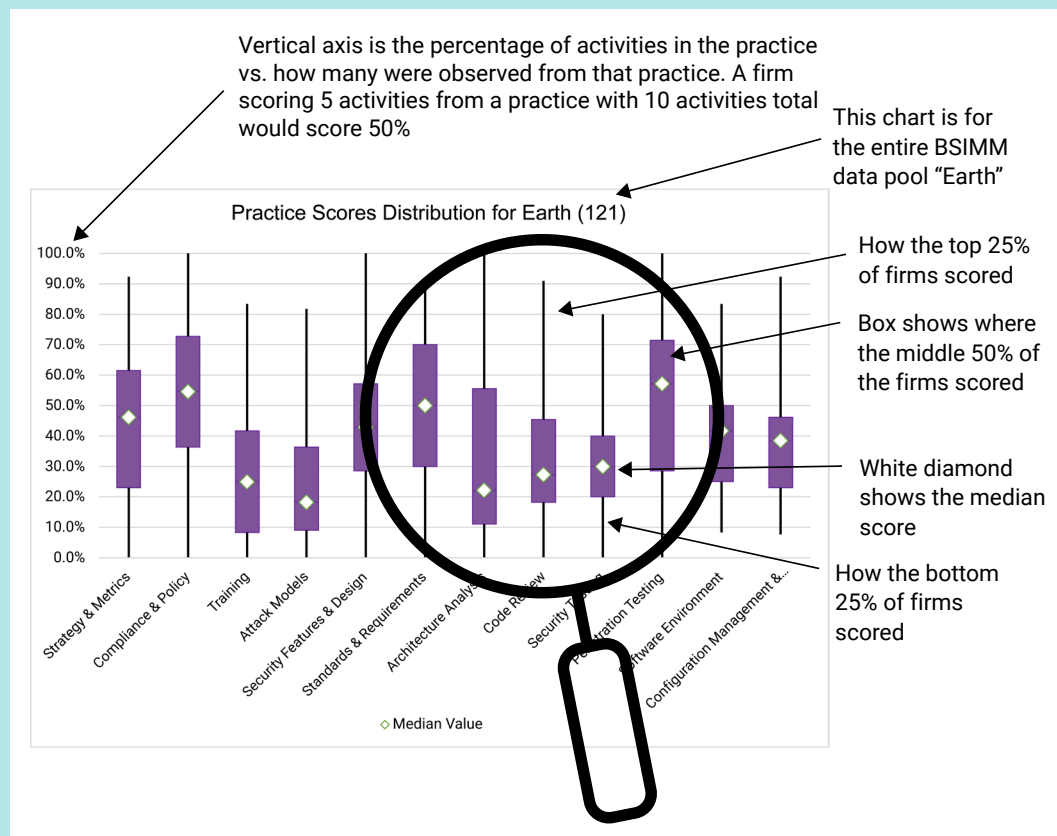 Vertical axis is the percentage of activities in the practice
vs. how many were observed from that practice. A firm
scoring 5 activities from a practice with 10 activities total
would score 50%
This chart is for
the entire BSIMM
data pool “Earth”
Practice Scores Distribution for Earth (121)
100.0%
90.0%
80.0%
70.0%
60.0%
50.0%
40.0%
30.0%
20.0%
10.0%
0.0%
How the top 25%
of firms scored
Box shows where
the middle 50% of
the firms scored
White diamond
shows the median
score
How the bottom
25% of firms
scored
Strategy & Metrics
Compliance & Policy
Training
Attack Models
Security Features & Design
Standards & Requirements
Architecture Analysis
Code Review
Security Testing
Penetration Testing
Software Environment
Configuration Management &...
Median Value